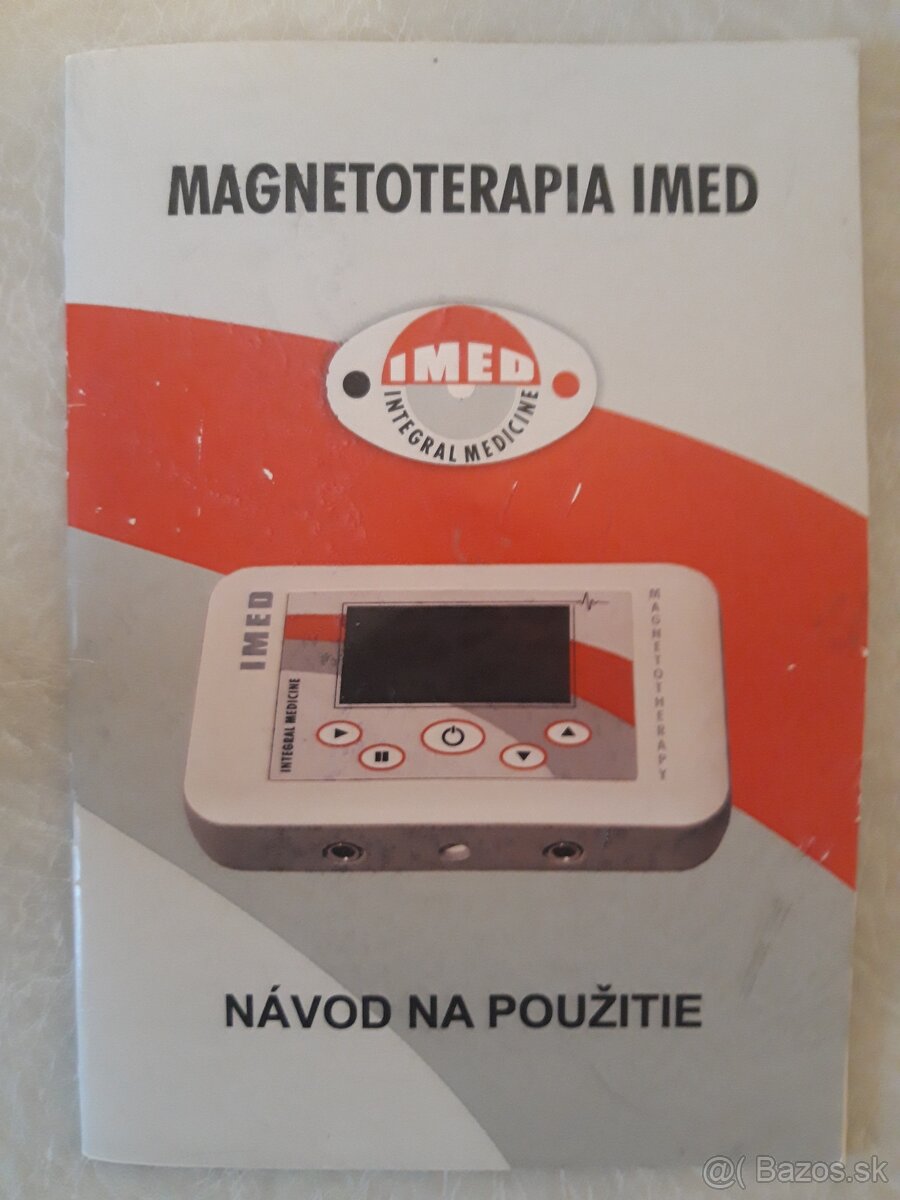 MAGNETOTERAPIA IMED
IMED
INTEGRAL MEDICINE
IMED
INTEGRAL MEDICINE
MAGNETOTHERAPY
NÁVOD NA POUŽITIE
@( Bazos.sk